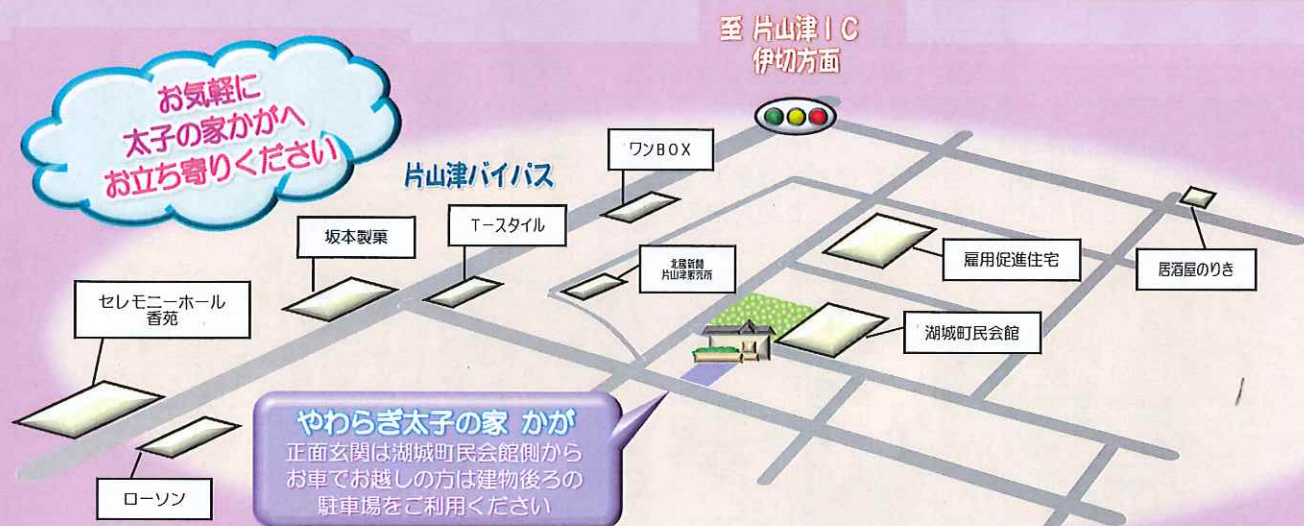 至 片山津IC
伊切方面
お気軽に
太子の家かがへ
お立ち寄りください
片山津バイパス
ワンBOX
Tースタイル
坂本製菓
北國新聞
片山津販売所
雇用促進住宅
居酒屋のりき
セレモニーホール
香苑
湖城町民会館
やわらぎ太子の家 かが
正面玄関は湖城町民会館側から
お車でお越しの方は建物後ろの
駐車場をご利用ください
ローソン